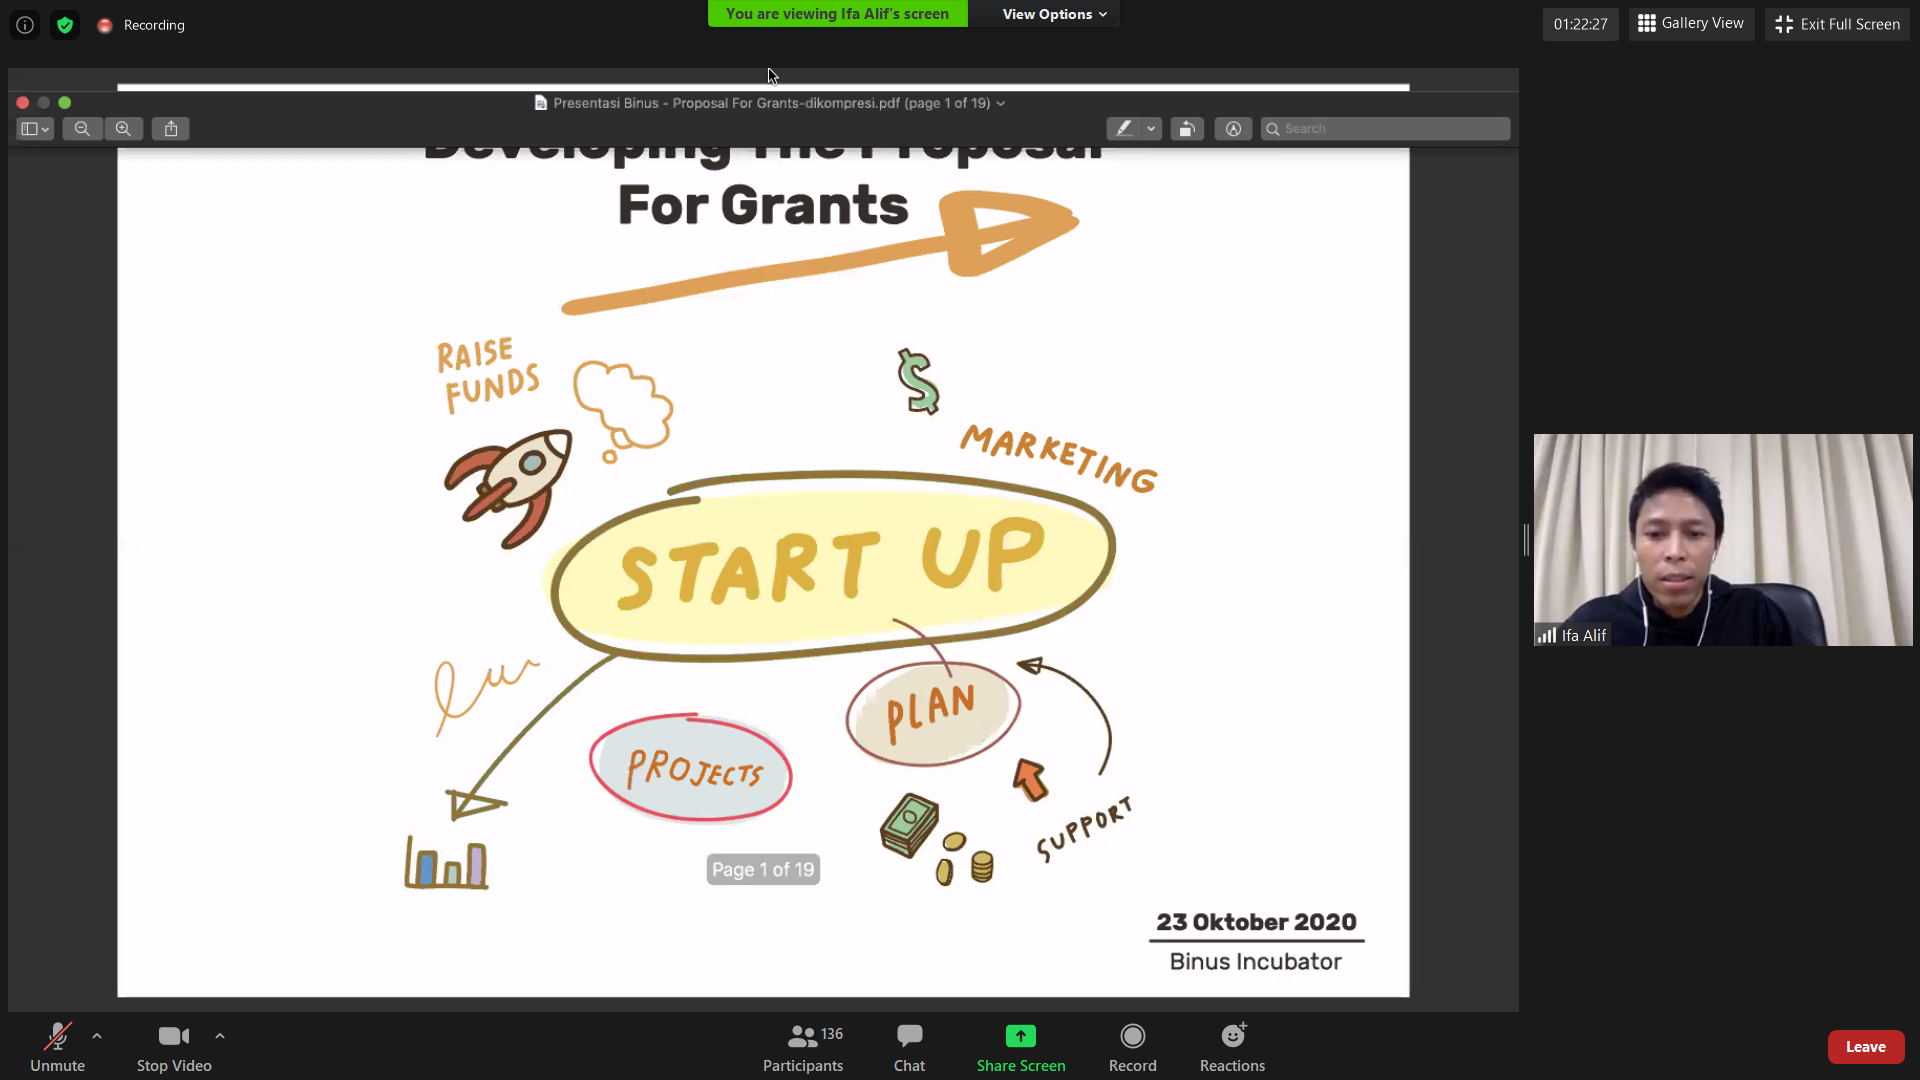 Recording
You are viewing Ifa Alif's screen
View Options
01:22:27
Gallery View
Exit Full Screen
Presentasi Binus - Proposal For Grants-dikompresi.pdf (page 1 of 19)
Search
Developing The Proposal
For Grants
RAISE
FUNDS
$
MARKETING
START UP
PLAN
PROJECTS
SUPPORT
Page 1 of 19
23 Oktober 2020
Binus Incubator
Ifa Alif
Unmute
Stop Video
136
Participants
Chat
Share Screen
Record
Reactions
Leave